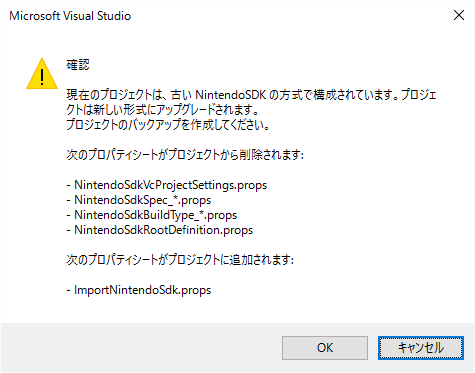 Microsoft Visual Studio
確認
現在のプロジェクトは、古い NintendoSDK の方式で構成されています。プロジェ
クトは新しい形式にアップグレードされます。
プロジェクトのバックアップを作成してください。
次のプロパティシートがプロジェクトから削除されます:
- NintendoSdkVcProjectSettings.props
- NintendoSdkSpec_*.props
- NintendoSdkBuildType_*.props
- NintendoSdkRootDefinition.props
次のプロパティシートがプロジェクトに追加されます:
- ImportNintendoSdk.props
OK
キャンセル